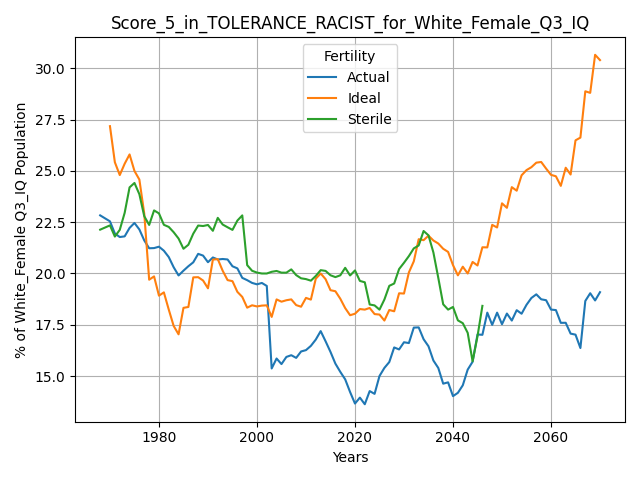 Score_5_in_TOLERANCE_RACIST_for_White_Female_Q3_IQ
Fertility
Actual
Ideal
Sterile
% of White_Female Q3_IQ Population
30.0
27.5
25.0
22.5
20.0
17.5
15.0
1980
2000
2020
2040
2060
Years